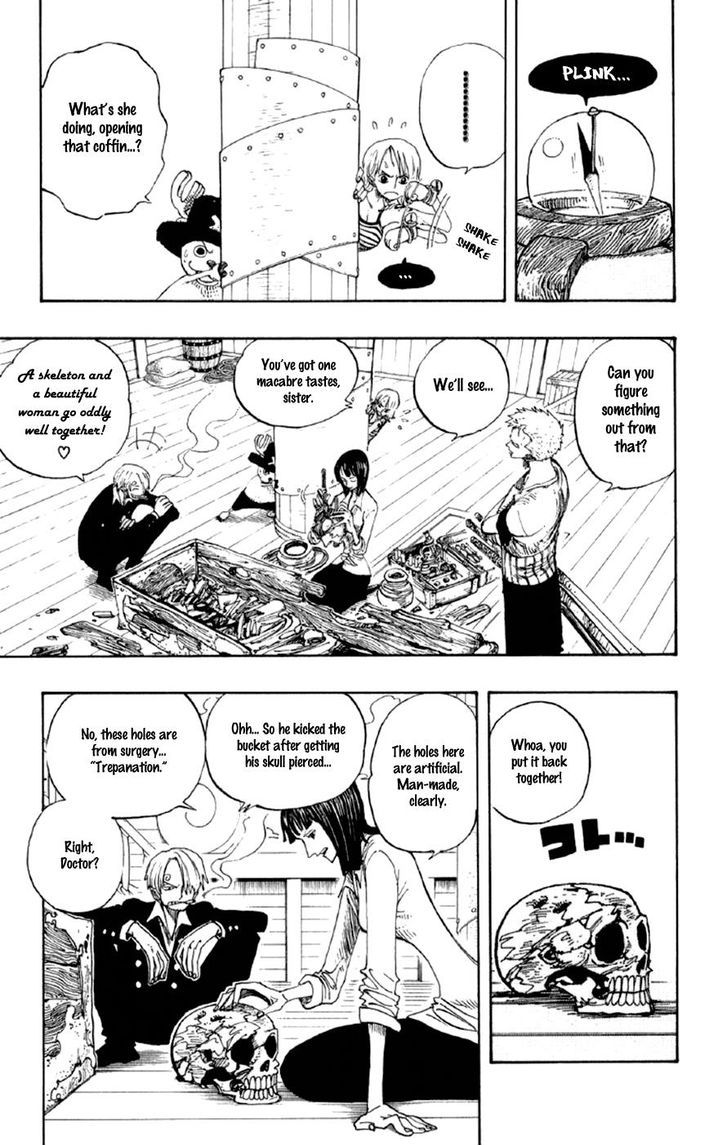 PLINK...
.........
SHAKE
SHAKE
...
What's she
doing, opening
that coffin...?
Can you
figure
something
out from
that?
We'll see...
You've got one
macabre tastes,
sister.
A skeleton and
a beautiful
woman go oddly
well together!
♡
Whoa, you
put it back
together!
コト...
The holes here
are artificial.
Man-made,
clearly.
Ohh... So he kicked the
bucket after getting
his skull pierced...
No, these holes are
from surgery...
"Trepanation."
Right,
Doctor?